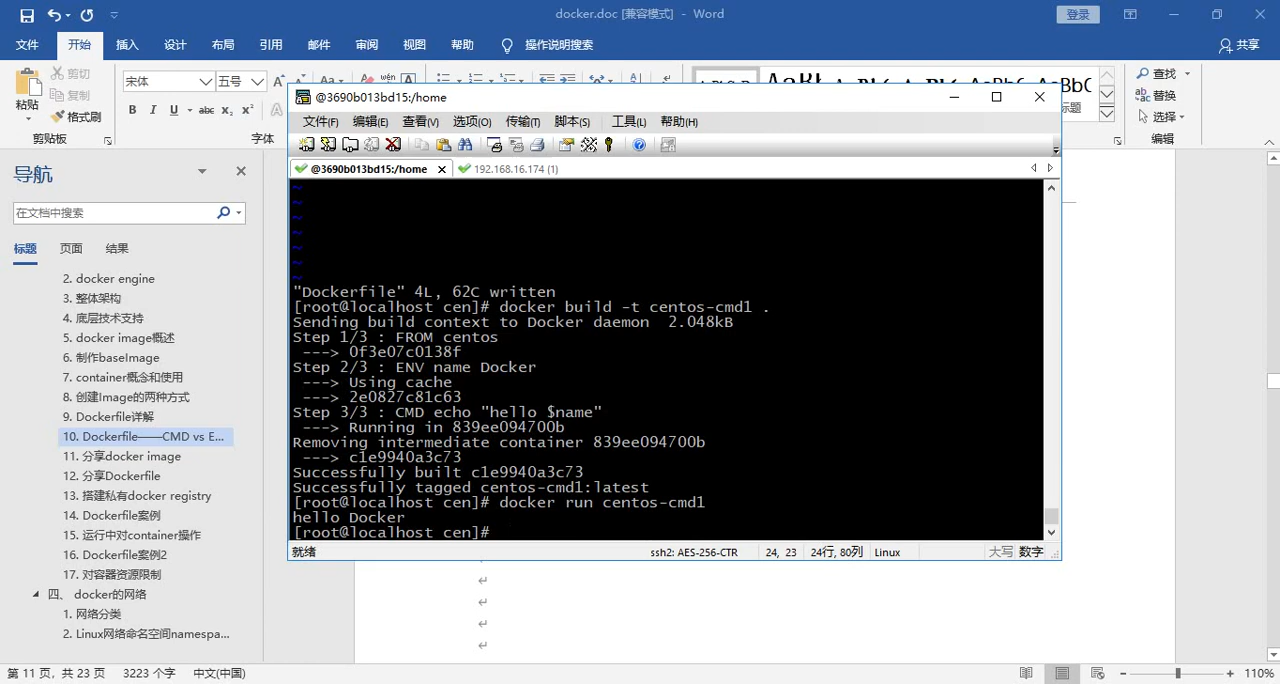 docker.doc [兼容模式] - Word
登录
文件 开始 插入 设计 布局 引用 邮件 审阅 视图 帮助 操作说明搜索 共享
剪切
复制
粘贴 格式刷
剪贴板
宋体 五号
字体
查找
替换
选择
编辑
标题
@3690b013bd15:/home
文件(F) 编辑(E) 查看(V) 选项(O) 传输(T) 脚本(S) 工具(L) 帮助(H)
@3690b013bd15:/home 192.168.16.174 (1)
~
~
~
~
~
~
~
"Dockerfile" 4L, 62C written
[root@localhost cen]# docker build -t centos-cmd1 .
Sending build context to Docker daemon 2.048kB
Step 1/3 : FROM centos
---> 0f3e07c0138f
Step 2/3 : ENV name Docker
---> Using cache
---> 2e0827c81c63
Step 3/3 : CMD echo "hello $name"
---> Running in 839ee094700b
Removing intermediate container 839ee094700b
---> c1e9940a3c73
Successfully built c1e9940a3c73
Successfully tagged centos-cmd1:latest
[root@localhost cen]# docker run centos-cmd1
hello Docker
[root@localhost cen]#
就绪 ssh2: AES-256-CTR 24, 23 24行, 80列 Linux 大写 数字
导航
在文档中搜索
标题 页面 结果
2. docker engine
3. 整体架构
4. 底层技术支持
5. docker image概述
6. 制作baseImage
7. container概念和使用
8. 创建Image的两种方式
9. Dockerfile详解
10. Dockerfile——CMD vs E...
11. 分享docker image
12. 分享Dockerfile
13. 搭建私有docker registry
14. Dockerfile案例
15. 运行中对container操作
16. Dockerfile案例2
17. 对容器资源限制
四、 docker的网络
1. 网络分类
2. Linux网络命名空间namespa...
第 11 页，共 23 页 3223 个字 中文(中国) 110%